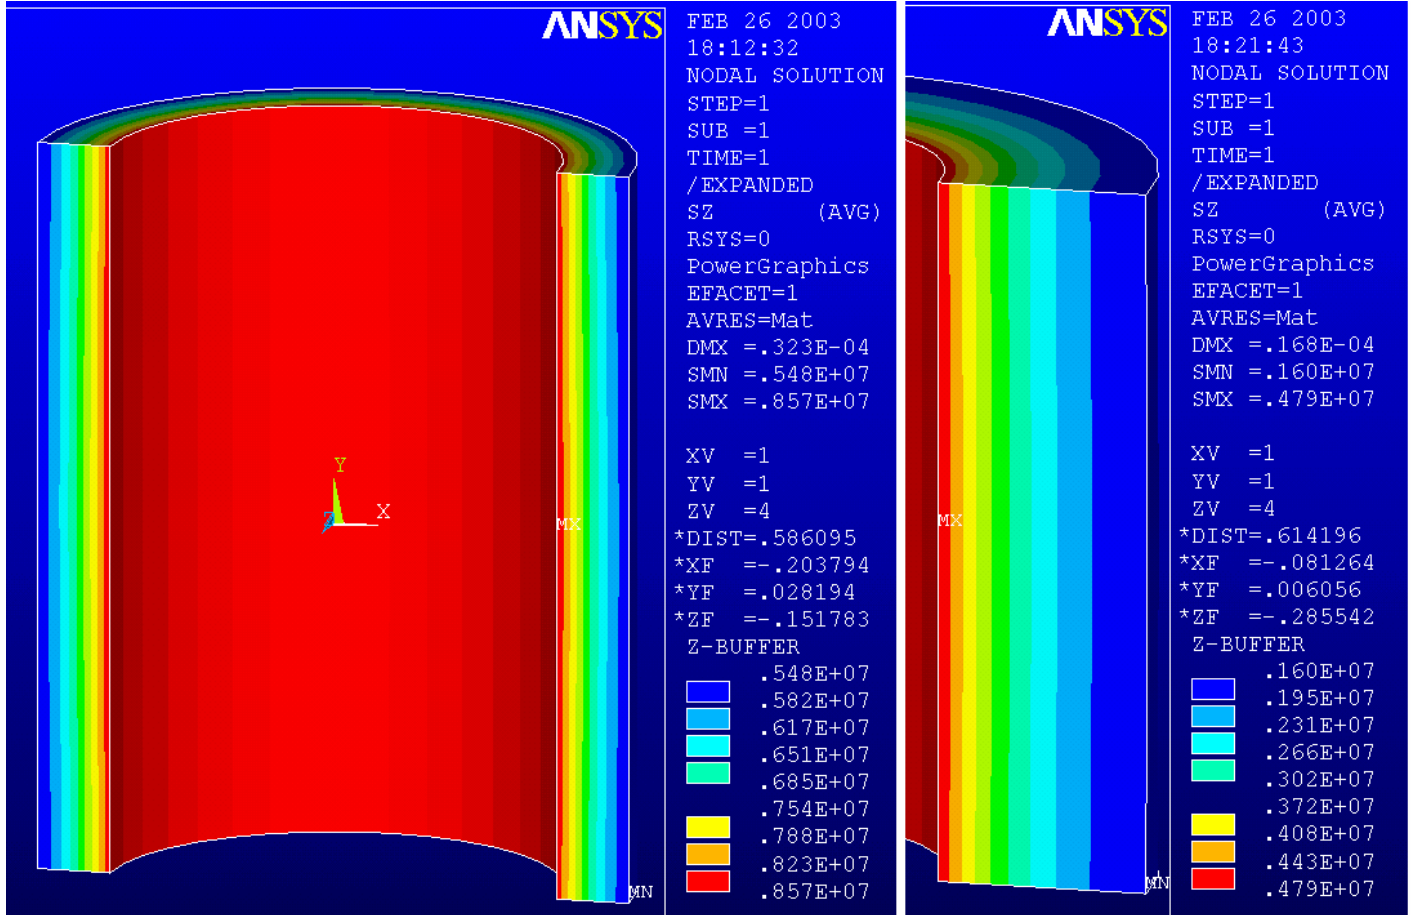 ANSYS
FEB 26 2003
18:12:32
NODAL SOLUTION
STEP=1
SUB =1
TIME=1
/EXPANDED
SZ (AVG)
RSYS=0
PowerGraphics
EFACET=1
AVRES=Mat
DMX =.323E-04
SMN =.548E+07
SMX =.857E+07
XV =1
YV =1
ZV =4
*DIST=.586095
*XF =-.203794
*YF =.028194
*ZF =-.151783
Z-BUFFER
.548E+07
.582E+07
.617E+07
.651E+07
.685E+07
.754E+07
.788E+07
.823E+07
.857E+07
Y
X
Z
MX
MN
ANSYS
FEB 26 2003
18:21:43
NODAL SOLUTION
STEP=1
SUB =1
TIME=1
/EXPANDED
SZ (AVG)
RSYS=0
PowerGraphics
EFACET=1
AVRES=Mat
DMX =.168E-04
SMN =.160E+07
SMX =.479E+07
XV =1
YV =1
ZV =4
*DIST=.614196
*XF =-.081264
*YF =.006056
*ZF =-.285542
Z-BUFFER
.160E+07
.195E+07
.231E+07
.266E+07
.302E+07
.372E+07
.408E+07
.443E+07
.479E+07
MX
MN